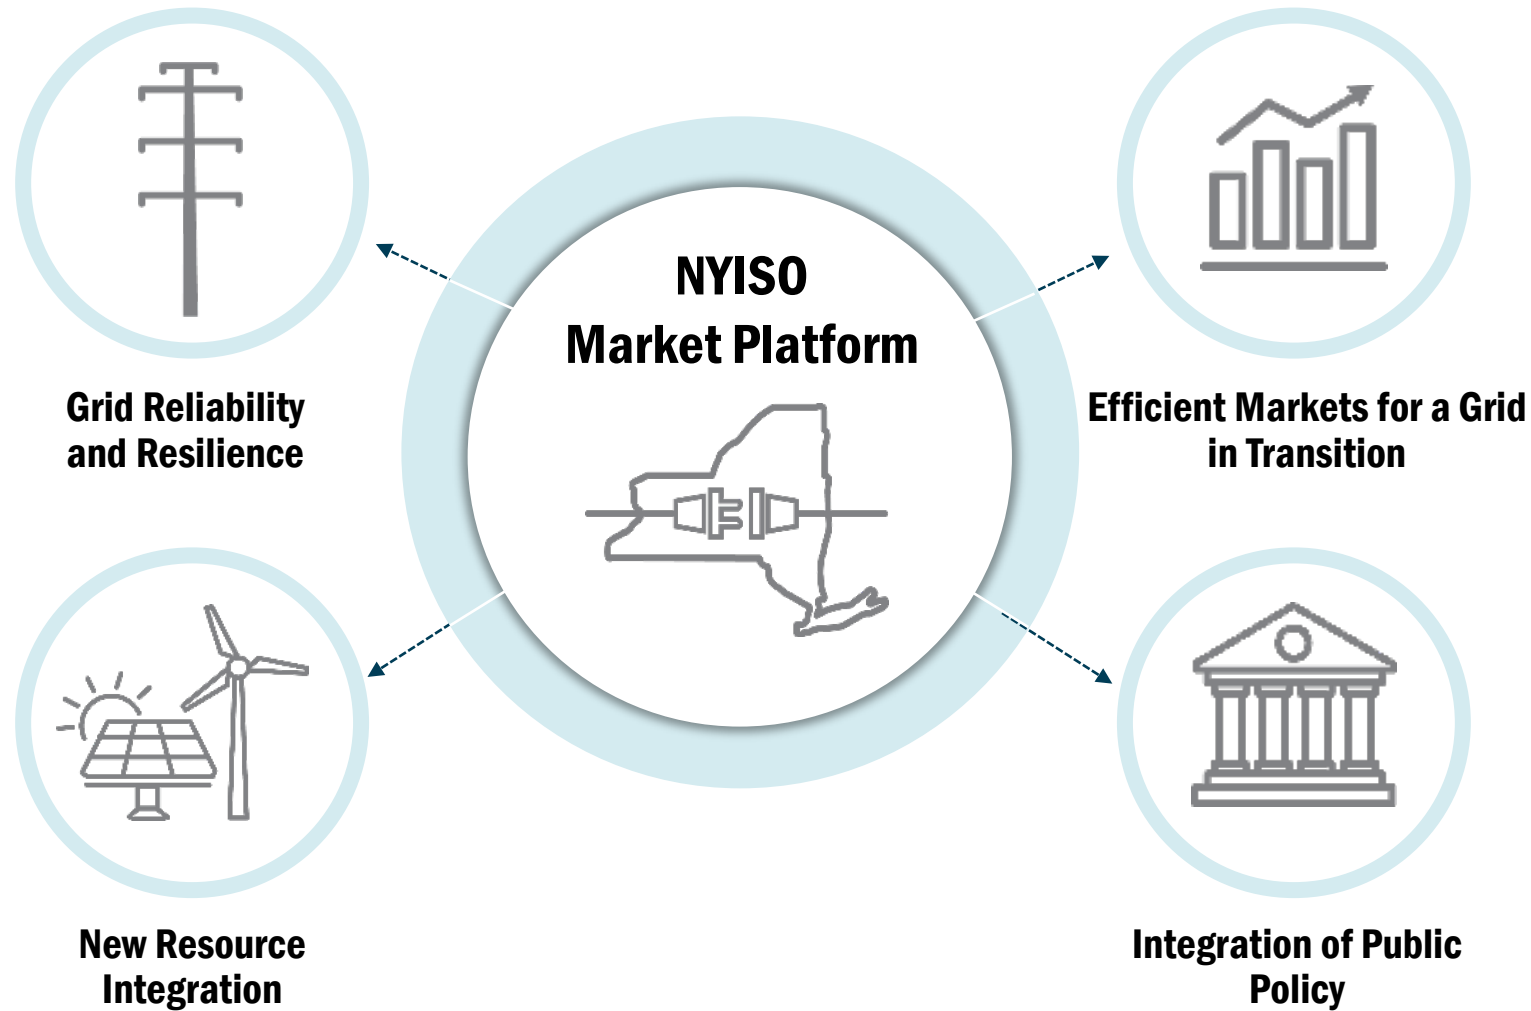 NYISO
Market Platform
Grid Reliability
and Resilience
Efficient Markets for a Grid
in Transition
New Resource
Integration
Integration of Public
Policy